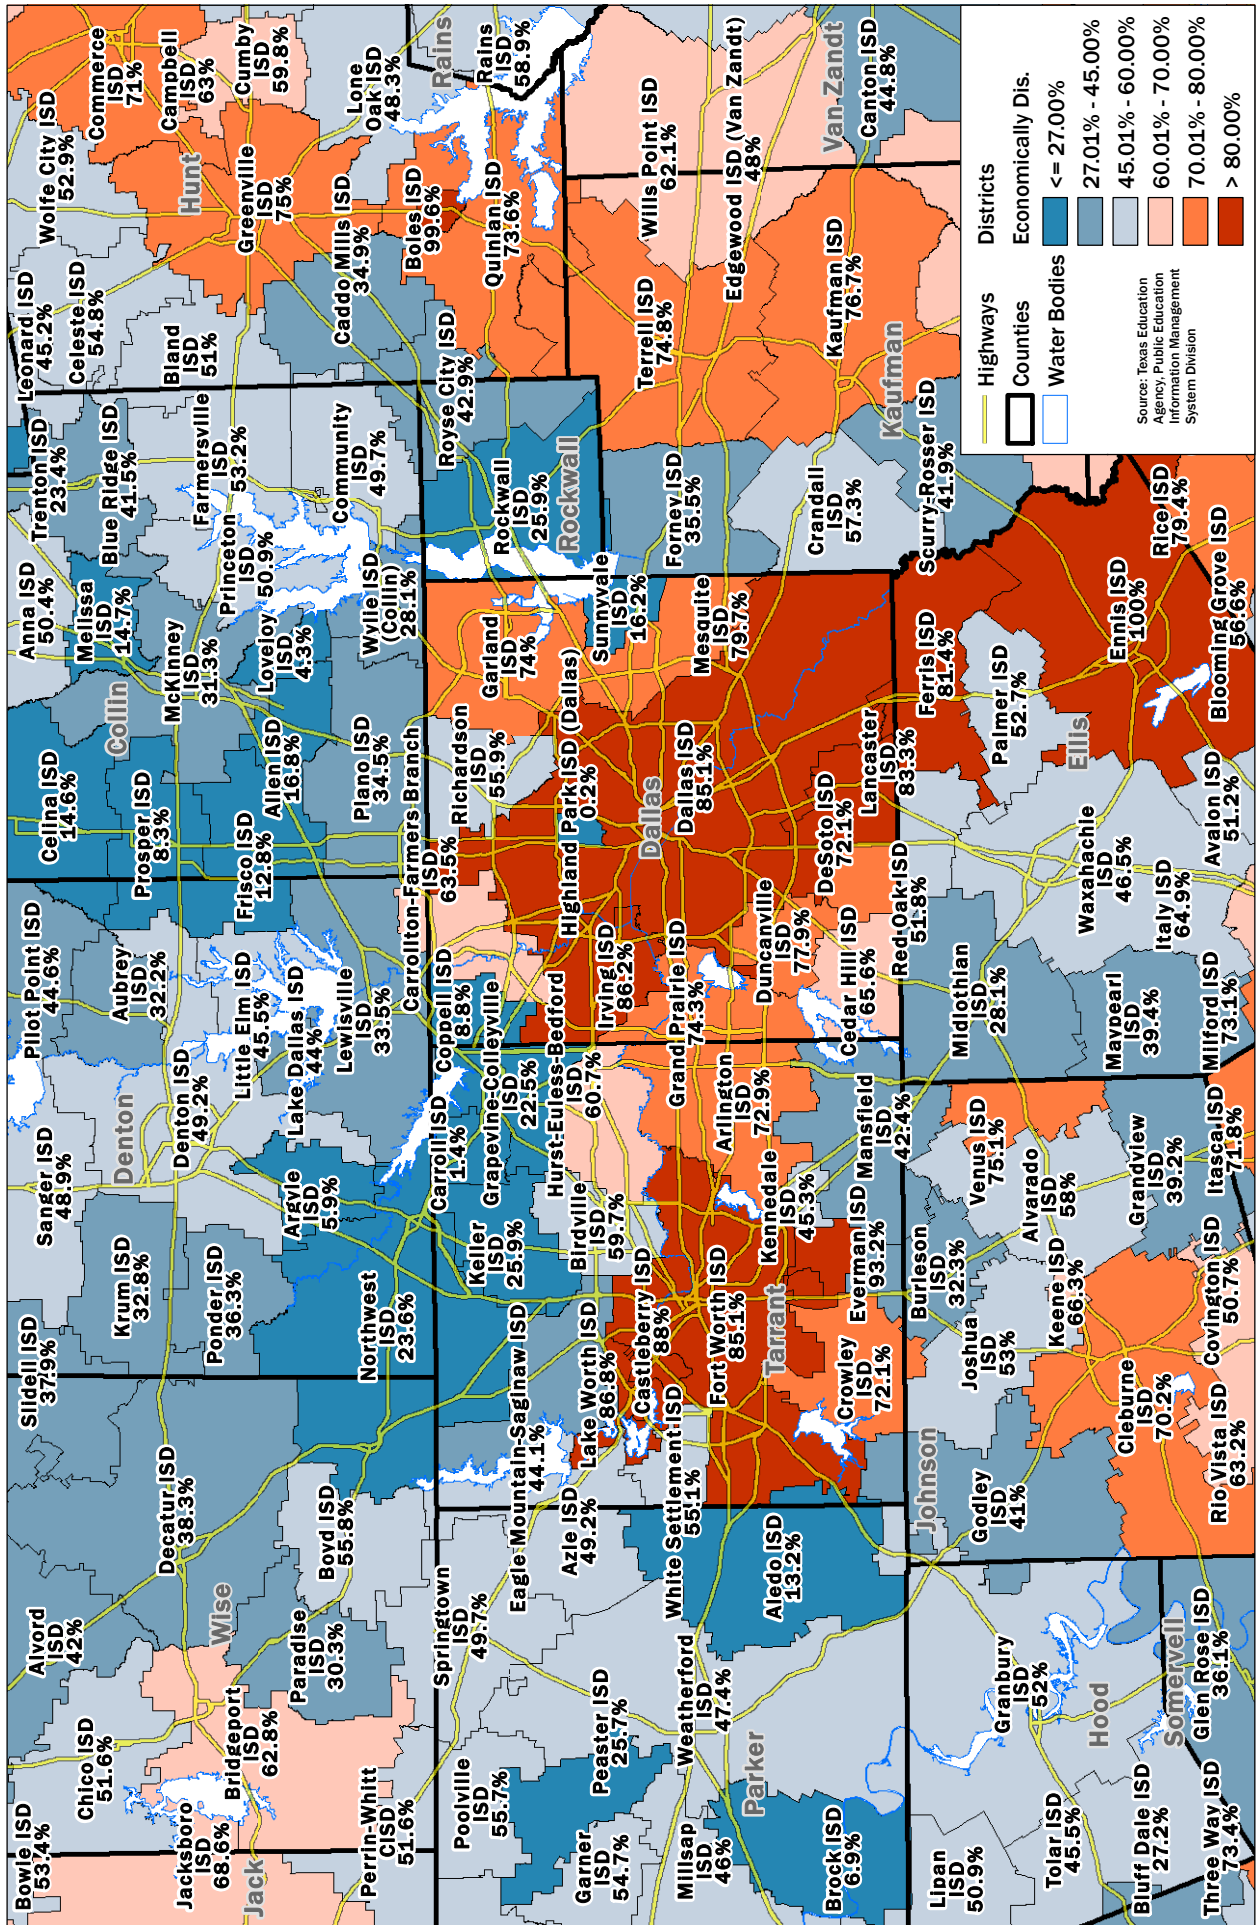 Bowie ISD
53.4%
Chico ISD
51.6%
Alvord
ISD
42%
Slidell ISD
37.9%
Sanger ISD
48.9%
Pilot Point ISD
44.6%
Celina ISD
14.6%
Anna ISD
50.4%
Trenton ISD
23.4%
Leonard ISD
45.2%
Wolfe City ISD
52.9%
Commerce
ISD
71%
Celeste ISD
54.8%
Blue Ridge ISD
41.5%
Melissa
ISD
14.7%
Collin
Denton
Krum ISD
32.8%
Aubrey
ISD
32.2%
Prosper ISD
8.3%
McKinney
ISD
31.3%
Princeton
ISD
50.9%
Farmersville
ISD
53.2%
Bland
ISD
51%
Hunt
Campbell
ISD
63%
Cumby
ISD
59.8%
Greenville
ISD
75%
Jacksboro
ISD
68.6%
Jack
Bridgeport
ISD
62.8%
Wise
Decatur ISD
38.3%
Ponder ISD
36.3%
Denton ISD
49.2%
Little Elm ISD
45.5%
Frisco ISD
12.8%
Allen ISD
16.8%
Lovejoy
ISD
4.3%
Paradise
ISD
30.3%
Boyd ISD
55.8%
Argyle
ISD
5.9%
Lake Dallas ISD
44%
Lewisville
ISD
33.5%
Plano ISD
34.5%
Wylie ISD
(Collin)
28.1%
Community
ISD
49.7%
Caddo Mills ISD
34.9%
Lone
Oak ISD
48.3%
Rains
Rains
ISD
58.9%
Boles ISD
99.6%
Quinlan ISD
73.6%
Royse City ISD
42.9%
Perrin-Whitt
CISD
51.6%
Northwest
ISD
23.6%
Carrollton-Farmers Branch
ISD
63.5%
Springtown
ISD
49.7%
Carroll ISD
1.4%
Coppell ISD
8.8%
Richardson
ISD
55.9%
Garland
ISD
74%
Rockwall
ISD
25.9%
Rockwall
Poolville
ISD
55.7%
Keller
ISD
25.9%
Grapevine-Colleyville
ISD
22.5%
Eagle Mountain-Saginaw ISD
44.1%
Hurst-Euless-Bedford
ISD
60.7%
Highland Park ISD (Dallas)
0.2%
Sunnyvale
ISD
16.2%
Garner
ISD
54.7%
Peaster ISD
25.7%
Azle ISD
49.2%
Lake Worth ISD
86.8%
Birdville
ISD
59.7%
Irving ISD
86.2%
Dallas
Terrell ISD
74.8%
Wills Point ISD
62.1%
Castleberry ISD
88%
White Settlement ISD
55.1%
Grand Prairie ISD
74.3%
Dallas ISD
85.1%
Mesquite
ISD
79.7%
Forney ISD
35.5%
Edgewood ISD (Van Zandt)
48%
Millsap
ISD
46%
Weatherford
ISD
47.4%
Parker
Fort Worth ISD
85.1%
Arlington
ISD
72.9%
Aledo ISD
13.2%
Tarrant
Kennedale
ISD
45.3%
Duncanville
ISD
77.9%
Brock ISD
6.9%
Crowley
ISD
72.1%
Everman ISD
93.2%
Mansfield
ISD
42.4%
Cedar Hill ISD
65.6%
DeSoto ISD
72.1%
Lancaster
ISD
83.3%
Crandall
ISD
57.3%
Kaufman ISD
76.7%
Kaufman
Van Zandt
Canton ISD
44.8%
Red Oak ISD
51.8%
Ferris ISD
81.4%
Scurry-Rosser ISD
41.9%
Lipan
ISD
50.9%
Johnson
Burleson
ISD
32.3%
Midlothian
ISD
28.1%
Granbury
ISD
52%
Godley
ISD
41%
Joshua
ISD
53%
Venus ISD
75.1%
Palmer ISD
52.7%
Tolar ISD
45.5%
Hood
Keene ISD
66.3%
Alvarado
ISD
58%
Ellis
Waxahachie
ISD
46.5%
Ennis ISD
100%
Bluff Dale ISD
27.2%
Somervell
Cleburne
ISD
70.2%
Grandview
ISD
39.2%
Maypearl
ISD
39.4%
Italy ISD
64.9%
Rice ISD
79.4%
Three Way ISD
73.4%
Glen Rose ISD
36.1%
Rio Vista ISD
63.2%
Covington ISD
50.7%
Itasca ISD
71.8%
Milford ISD
73.1%
Avalon ISD
51.2%
Blooming Grove ISD
56.6%
Highways
Counties
Water Bodies
Districts
Economically Dis.
<= 27.00%
27.01% - 45.00%
45.01% - 60.00%
60.01% - 70.00%
70.01% - 80.00%
> 80.00%
Source: Texas Education
Agency, Public Education
Information Management
System Division